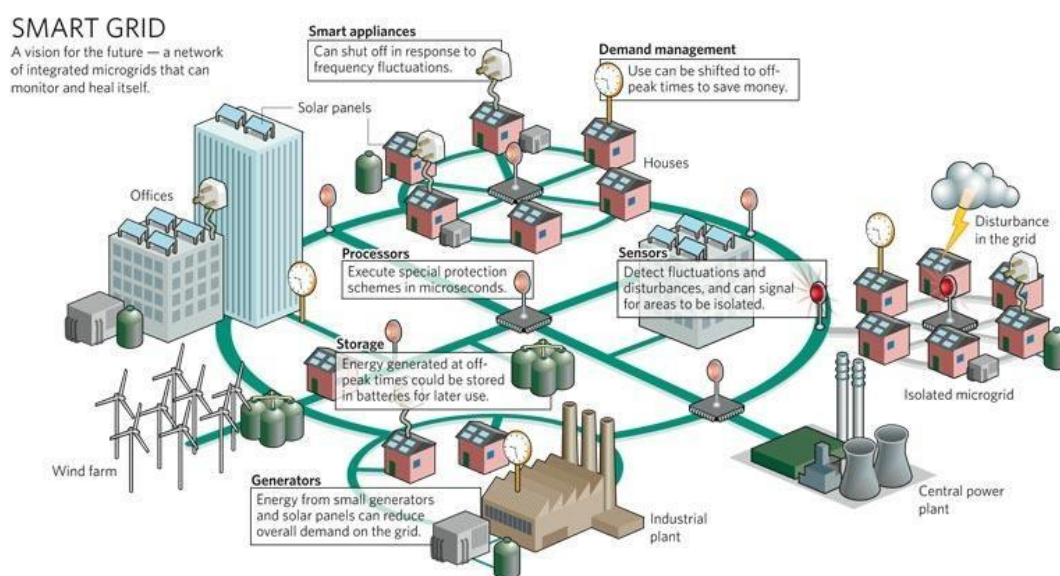 SMART GRID
A vision for the future — a network
of integrated microgrids that can
monitor and heal itself.
Smart appliances
Can shut off in response to
frequency fluctuations.
Demand management
Use can be shifted to off-
peak times to save money.
Solar panels
Houses
Offices
Disturbance
in the grid
Processors
Execute special protection
schemes in microseconds.
Sensors
Detect fluctuations and
disturbances, and can signal
for areas to be isolated.
Storage
Energy generated at off-
peak times could be stored
in batteries for later use.
Isolated microgrid
Wind farm
Generators
Energy from small generators
and solar panels can reduce
overall demand on the grid.
Industrial
plant
Central power
plant